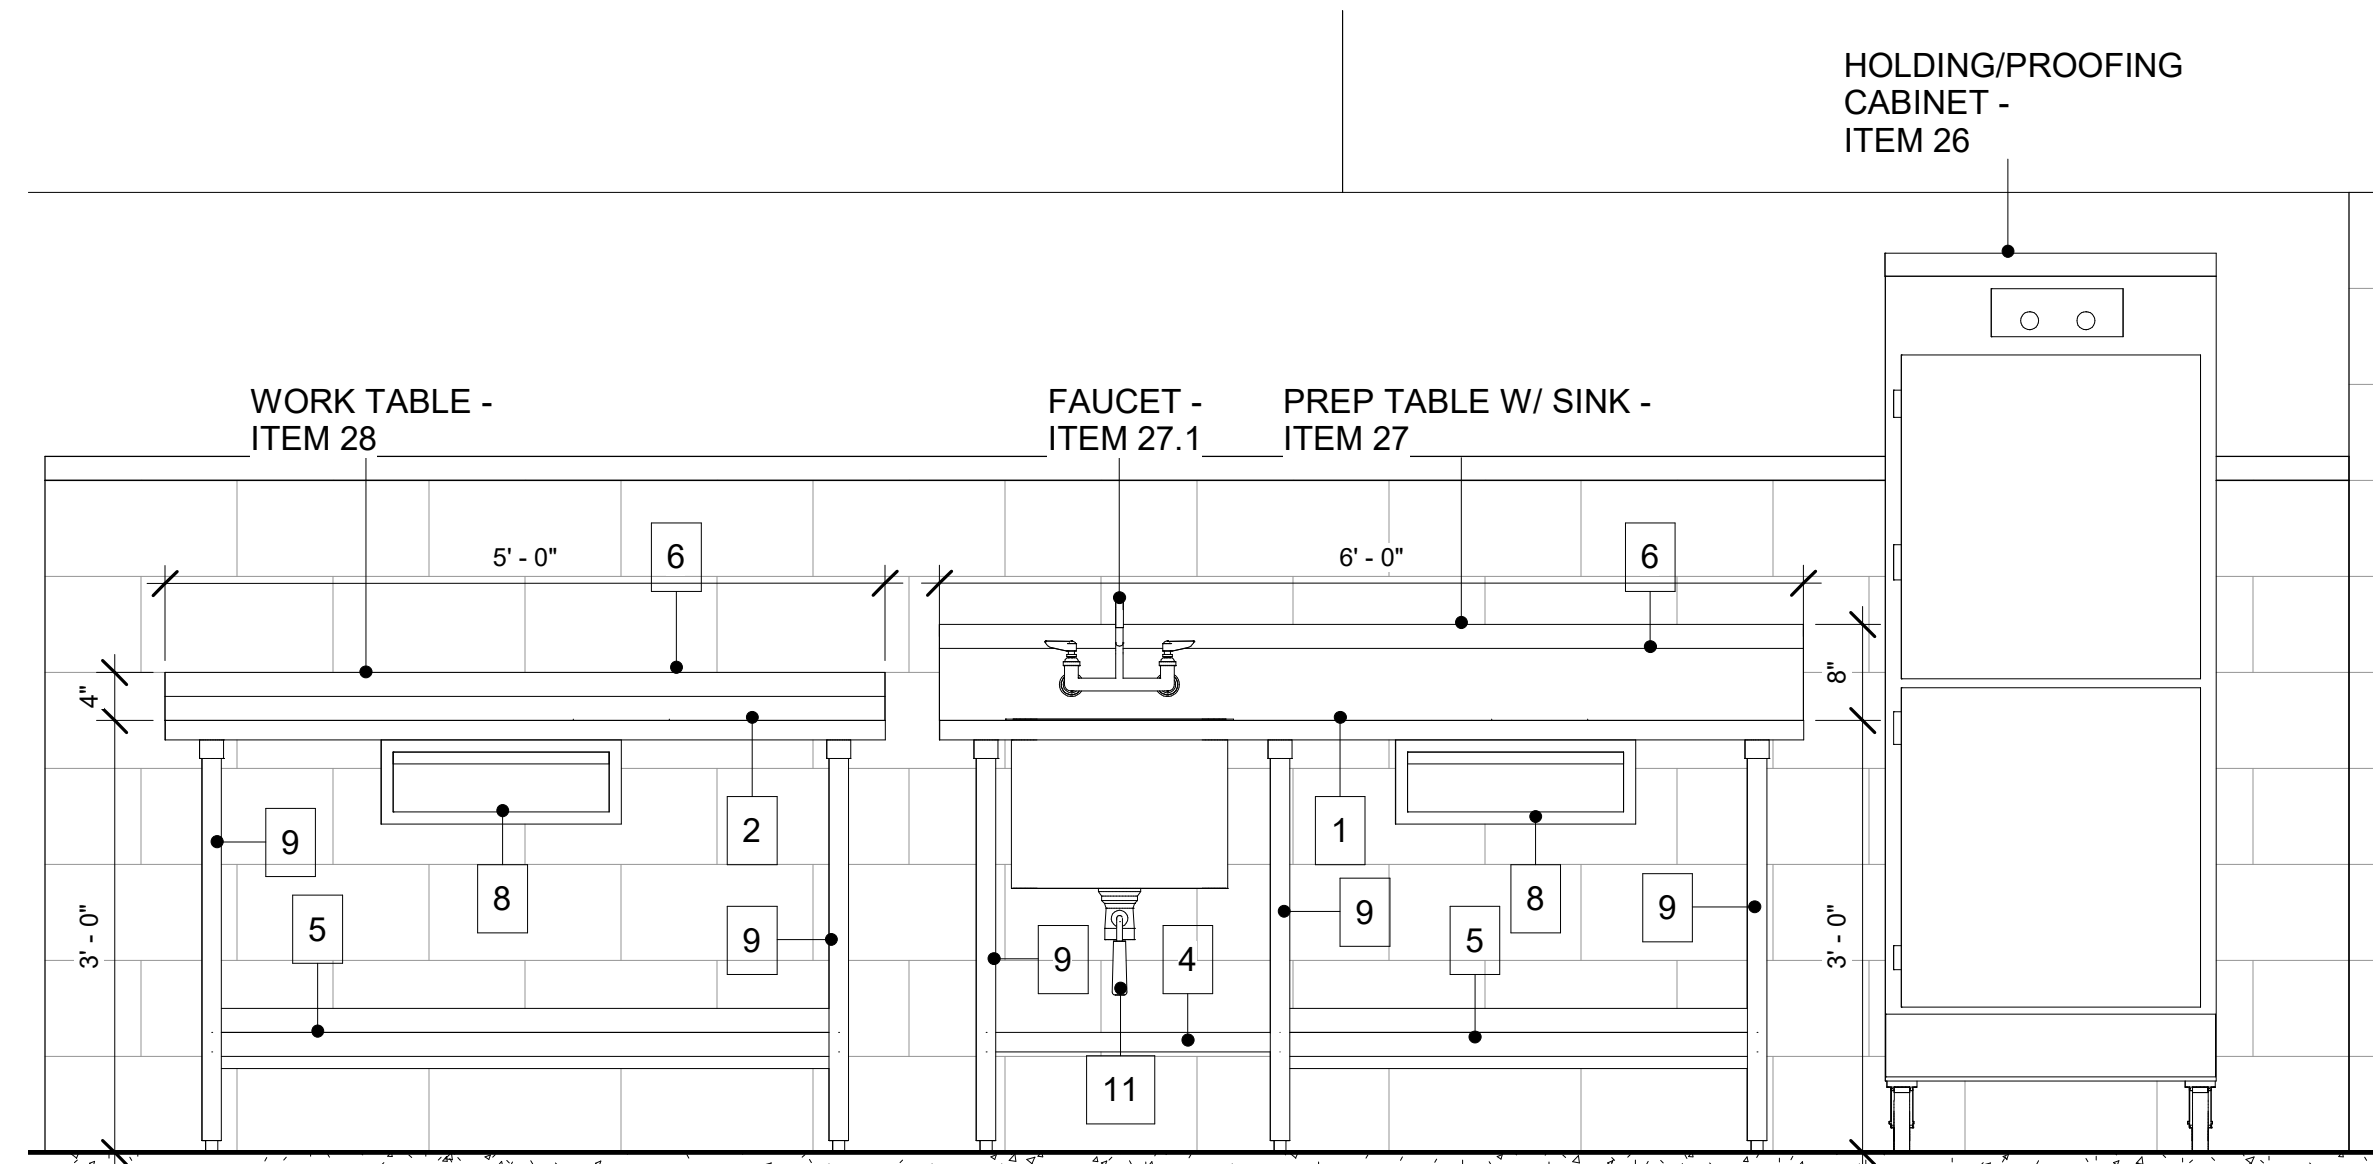 HOLDING/PROOFING
CABINET -
ITEM 26
WORK TABLE -
ITEM 28
FAUCET -
ITEM 27.1
PREP TABLE W/ SINK -
ITEM 27
5' - 0"
6
6' - 0"
6
4"
8"
9
2
1
8
8
5
9
9
9
9
4
5
3' - 0"
3' - 0"
11